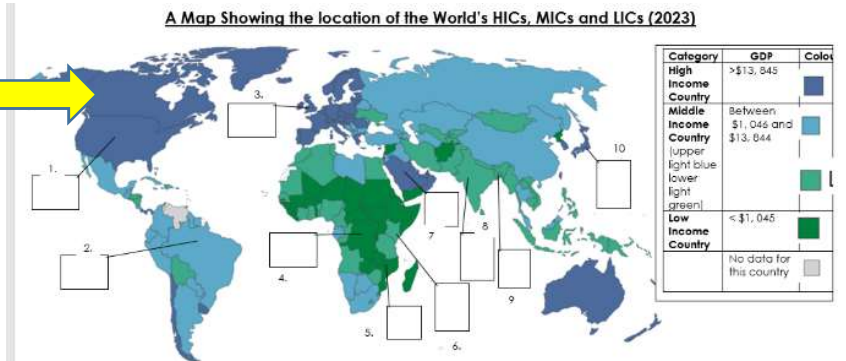 A Map Showing the location of the World's HICs, MICs and LICs (2023)
Category GDP Colou
High >$13, 845
Income
Country
Middle Between
Income $1, 046 and
Country $13, 844
(upper
light blue
lower
light
green)
Low < $1, 045
Income
Country
No data for
this country
1.
2.
3.
4.
5.
6.
7
8
9
10